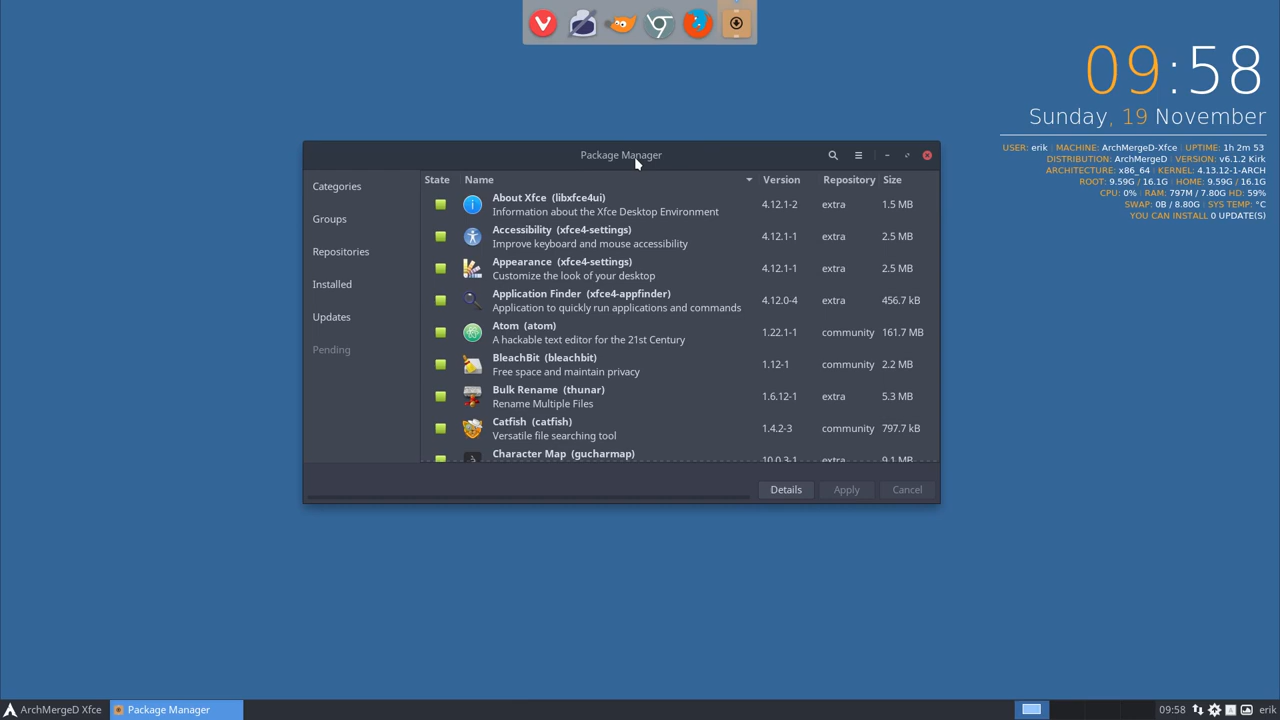 09:58
Sunday, 19 November
USER: erik | MACHINE: ArchMergeD-Xfce | UPTIME: 1h 2m 53
DISTRIBUTION: ArchMergeD | VERSION: v6.1.2 Kirk
ARCHITECTURE: x86_64 | KERNEL: 4.13.12-1-ARCH
ROOT: 9.59G / 16.1G | HOME: 9.59G / 16.1G
CPU: 0% | RAM: 797M / 7.80G HD: 59%
SWAP: 0B / 8.80G | SYS TEMP: °C
YOU CAN INSTALL 0 UPDATE(S)
Package Manager
Categories
Groups
Repositories
Installed
Updates
Pending
State Name Version Repository Size
About Xfce (libxfce4ui)
Information about the Xfce Desktop Environment
4.12.1-2 extra 1.5 MB
Accessibility (xfce4-settings)
Improve keyboard and mouse accessibility
4.12.1-1 extra 2.5 MB
Appearance (xfce4-settings)
Customize the look of your desktop
4.12.1-1 extra 2.5 MB
Application Finder (xfce4-appfinder)
Application to quickly run applications and commands
4.12.0-4 extra 456.7 kB
Atom (atom)
A hackable text editor for the 21st Century
1.22.1-1 community 161.7 MB
BleachBit (bleachbit)
Free space and maintain privacy
1.12-1 community 2.2 MB
Bulk Rename (thunar)
Rename Multiple Files
1.6.12-1 extra 5.3 MB
Catfish (catfish)
Versatile file searching tool
1.4.2-3 community 797.7 kB
Character Map (gucharmap)
10.0.3-1 extra 9.1 MB
Details Apply Cancel
ArchMergeD Xfce Package Manager 09:58 erik